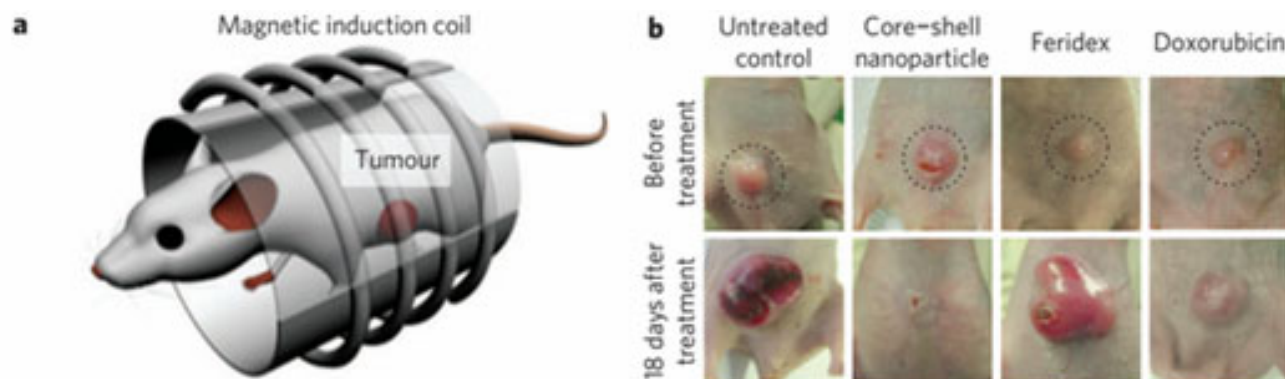 a
Magnetic induction coil
Tumour
b
Untreated
control
Core–shell
nanoparticle
Feridex
Doxorubicin
Before
treatment
18 days after
treatment